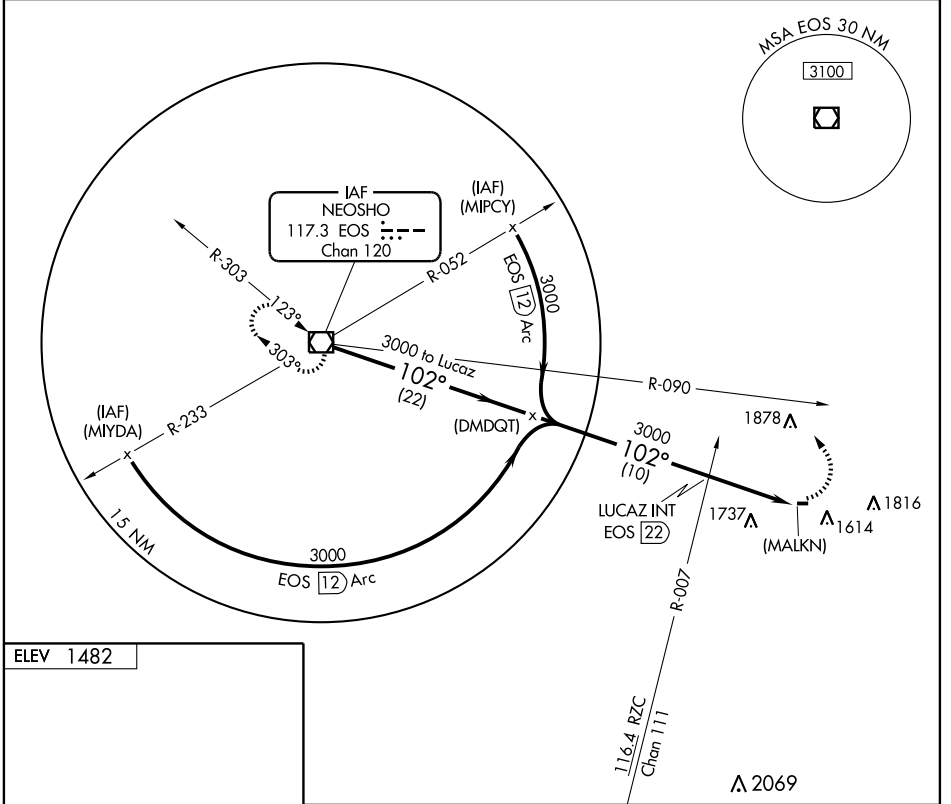 MSA EOS 30 NM
3100
IAF
NEOSHO
117.3 EOS
Chan 120
(IAF)
(MIPCY)
R-052
R-303
123°
303°
EOS 12 Arc
3000
3000 to Lucaz
102°
(22)
R-090
(IAF)
(MIYDA)
R-233
(DMDQT)
3000
102°
(10)
1878
LUCAZ INT
EOS 22
1737
1614
1816
(MALKN)
15 NM
3000
EOS 12 Arc
R-007
ELEV 1482
116.4 RZC
Chan 111
2069